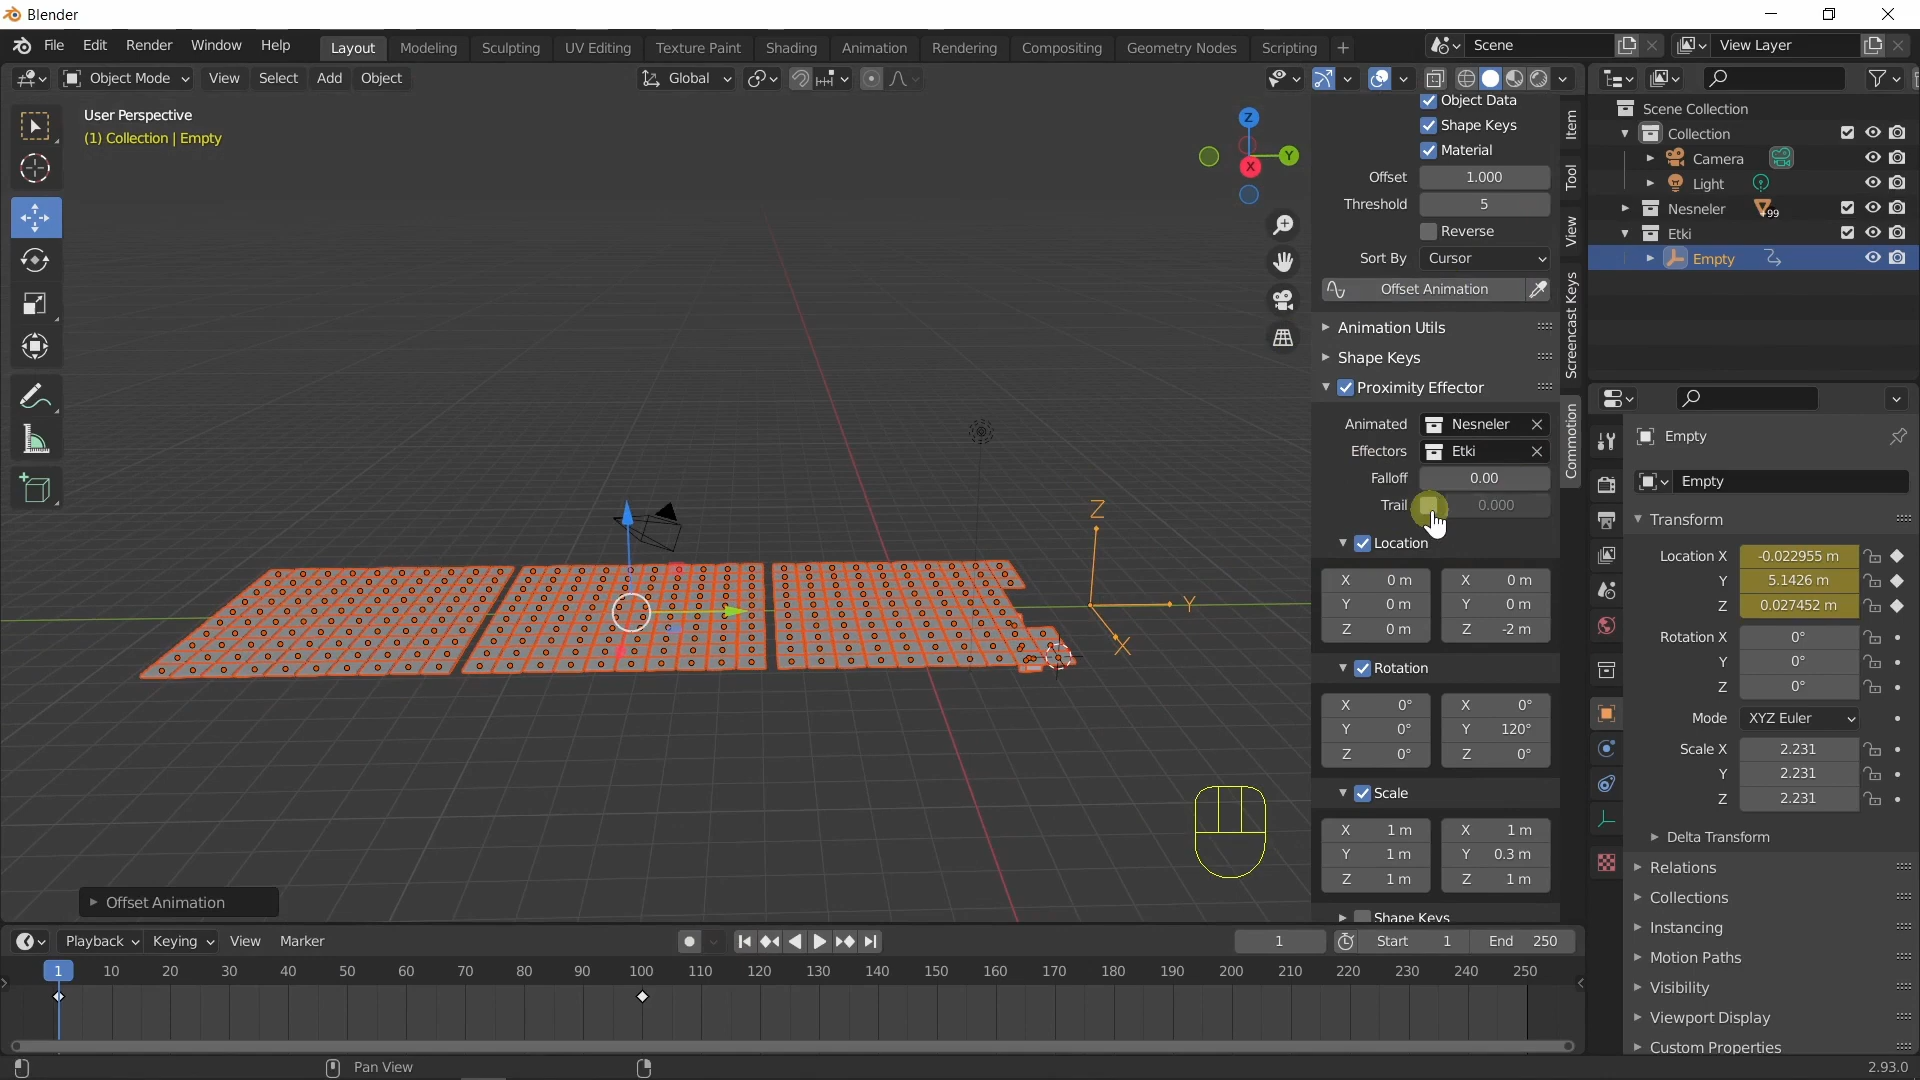 Blender
File Edit Render Window Help Layout Modeling Sculpting UV Editing Texture Paint Shading Animation Rendering Compositing Geometry Nodes Scripting + Scene View Layer
Object Mode View Select Add Object Global
User Perspective
(1) Collection | Empty
Z
Y
X
Z
Y
X
Offset Animation
Object Data
Shape Keys
Material
Offset 1.000
Threshold 5
Reverse
Sort By Cursor
Offset Animation
Animation Utils
Shape Keys
Proximity Effector
Animated Nesneler
Effectors Etki
Falloff 0.00
Trail 0.000
Location
X 0 m X 0 m
Y 0 m Y 0 m
Z 0 m Z -2 m
Rotation
X 0° X 0°
Y 0° Y 120°
Z 0° Z 0°
Scale
X 1 m X 1 m
Y 1 m Y 0.3 m
Z 1 m Z 1 m
Shape Keys
Item
Tool
View
Screencast Keys
Commotion
Scene Collection
Collection
Camera
Light
Nesneler 99
Etki
Empty
Empty
Empty
Transform
Location X -0.022955 m
Y 5.1426 m
Z 0.027452 m
Rotation X 0°
Y 0°
Z 0°
Mode XYZ Euler
Scale X 2.231
Y 2.231
Z 2.231
Delta Transform
Relations
Collections
Instancing
Motion Paths
Visibility
Viewport Display
Custom Properties
Playback Keying View Marker 1 Start 1 End 250
1 10 20 30 40 50 60 70 80 90 100 110 120 130 140 150 160 170 180 190 200 210 220 230 240 250
Pan View 2.93.0